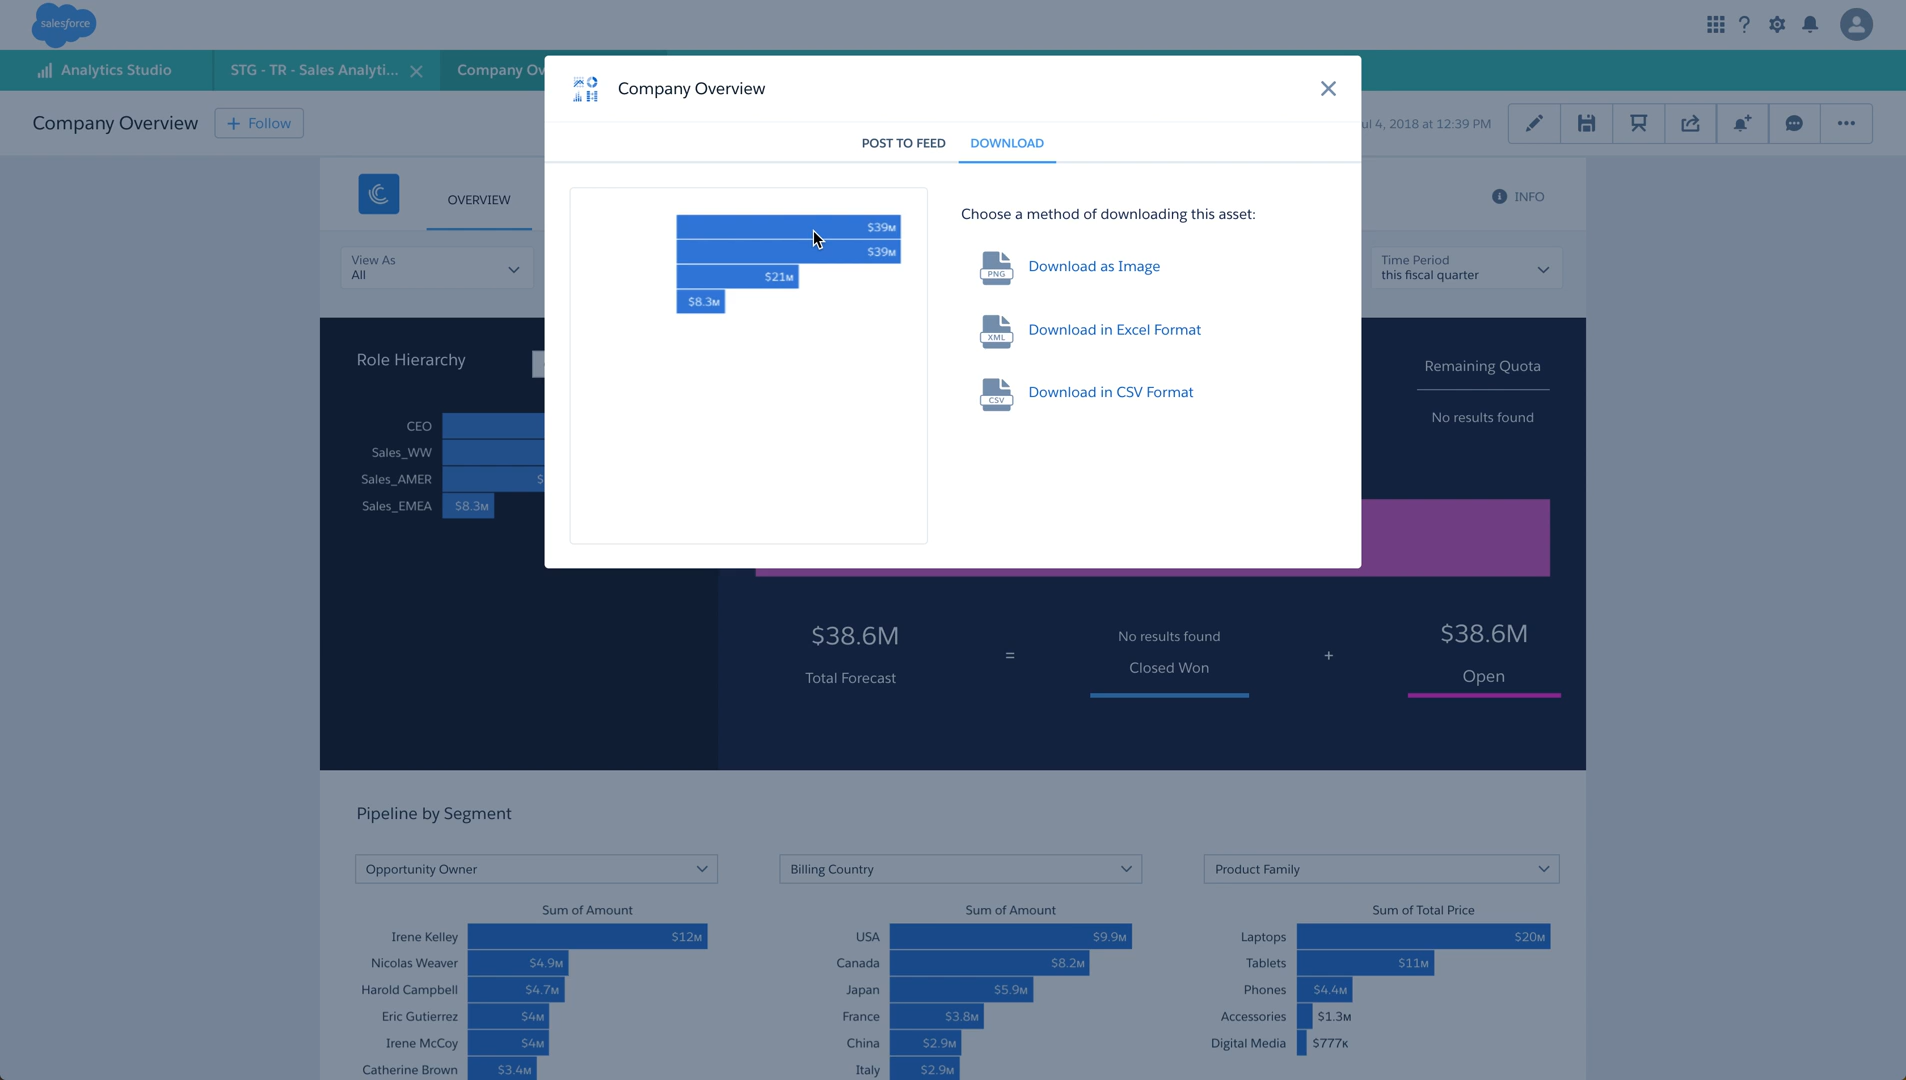 salesforce
Analytics Studio
STG - TR - Sales Analyti...
Company Ov
Company Overview
+ Follow
ul 4, 2018 at 12:39 PM
Company Overview
POST TO FEED
DOWNLOAD
$39M
$39M
$21M
$8.3M
Choose a method of downloading this asset:
PNG
Download as Image
XML
Download in Excel Format
CSV
Download in CSV Format
OVERVIEW
INFO
View As
All
Time Period
this fiscal quarter
Role Hierarchy
CEO
Sales_WW
Sales_AMER
$
Sales_EMEA
$8.3M
Remaining Quota
No results found
$38.6M
Total Forecast
=
No results found
Closed Won
+
$38.6M
Open
Pipeline by Segment
Opportunity Owner
Sum of Amount
Irene Kelley $12M
Nicolas Weaver $4.9M
Harold Campbell $4.7M
Eric Gutierrez $4M
Irene McCoy $4M
Catherine Brown $3.4M
Billing Country
Sum of Amount
USA $9.9M
Canada $8.2M
Japan $5.9M
France $3.8M
China $2.9M
Italy $2.9M
Product Family
Sum of Total Price
Laptops $20M
Tablets $11M
Phones $4.4M
Accessories $1.3M
Digital Media $777K